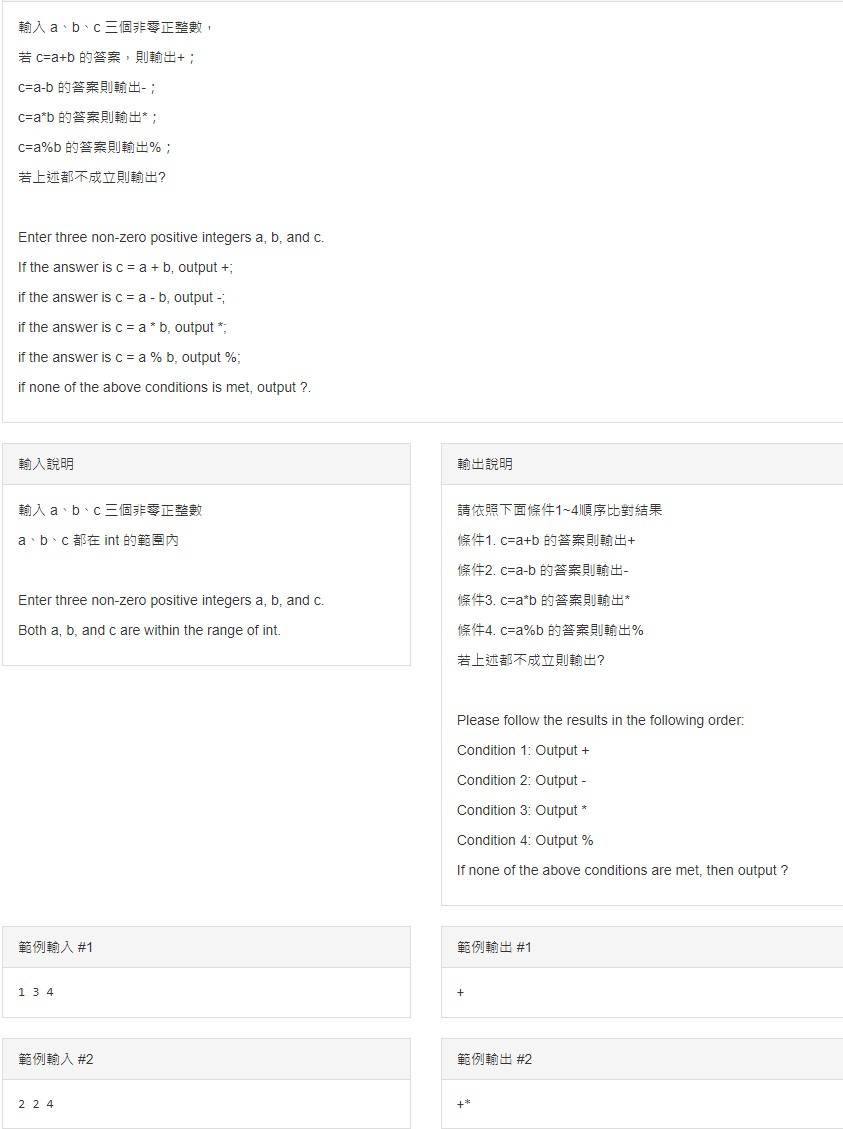 輸入 a、b、c 三個非零正整數，
若 c=a+b 的答案，則輸出+；
c=a-b 的答案則輸出-；
c=a*b 的答案則輸出*；
c=a%b 的答案則輸出%；
若上述都不成立則輸出?
Enter three non-zero positive integers a, b, and c.
If the answer is c = a + b, output +;
if the answer is c = a - b, output -;
if the answer is c = a * b, output *;
if the answer is c = a % b, output %;
if none of the above conditions is met, output ?.
輸入說明
輸入 a、b、c 三個非零正整數
a、b、c 都在 int 的範圍內
Enter three non-zero positive integers a, b, and c.
Both a, b, and c are within the range of int.
輸出說明
請依照下面條件1~4順序比對結果
條件1. c=a+b 的答案則輸出+
條件2. c=a-b 的答案則輸出-
條件3. c=a*b 的答案則輸出*
條件4. c=a%b 的答案則輸出%
若上述都不成立則輸出?
Please follow the results in the following order:
Condition 1: Output +
Condition 2: Output -
Condition 3: Output *
Condition 4: Output %
If none of the above conditions are met, then output ?
範例輸入 #1
1 3 4
範例輸出 #1
+
範例輸入 #2
2 2 4
範例輸出 #2
+*